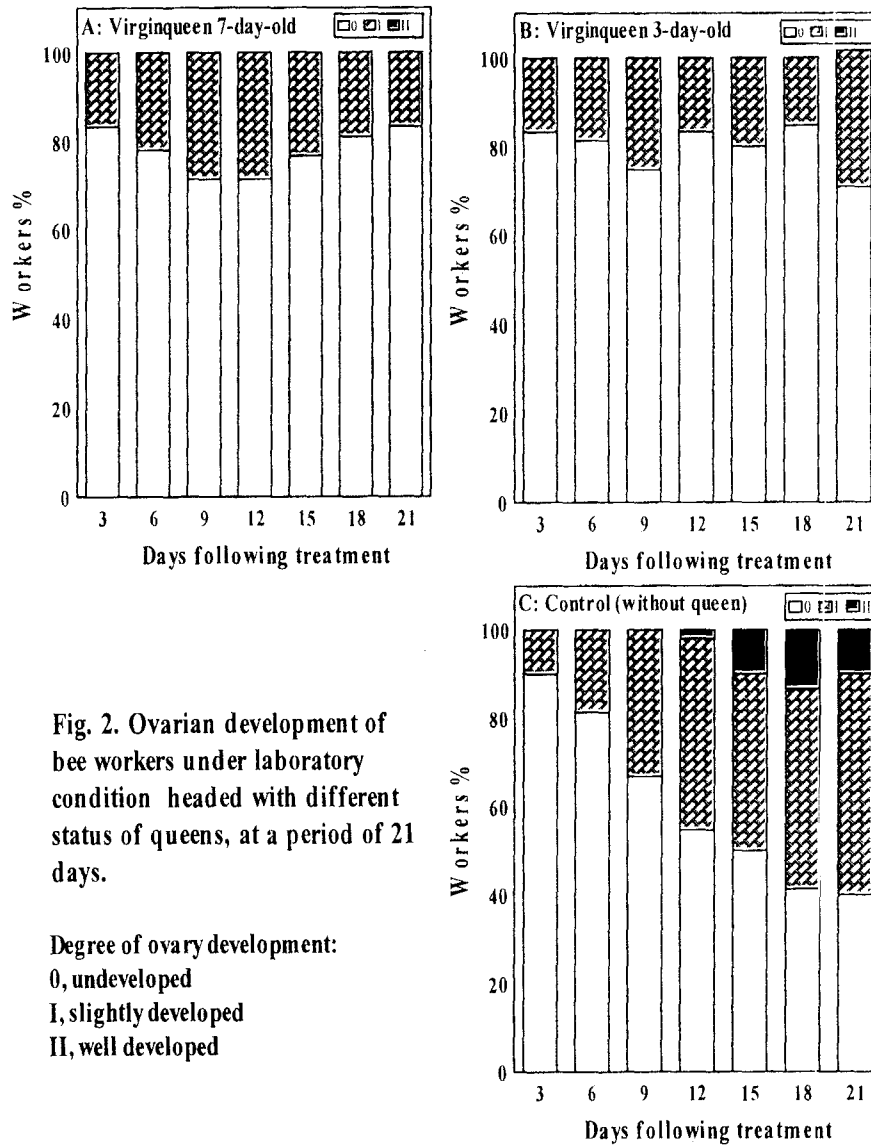 A: Virginqueen 7-day-old
0 I II
100
80
60
40
20
0
Workers %
3 6 9 12 15 18 21
Days following treatment
B: Virginqueen 3-day-old
0 I II
100
80
60
40
20
0
Workers %
3 6 9 12 15 18 21
Days following treatment
C: Control (without queen)
0 I II
100
80
60
40
20
0
Workers %
3 6 9 12 15 18 21
Days following treatment
Fig. 2. Ovarian development of
bee workers under laboratory
condition headed with different
status of queens, at a period of 21
days.
Degree of ovary development:
0, undeveloped
I, slightly developed
II, well developed